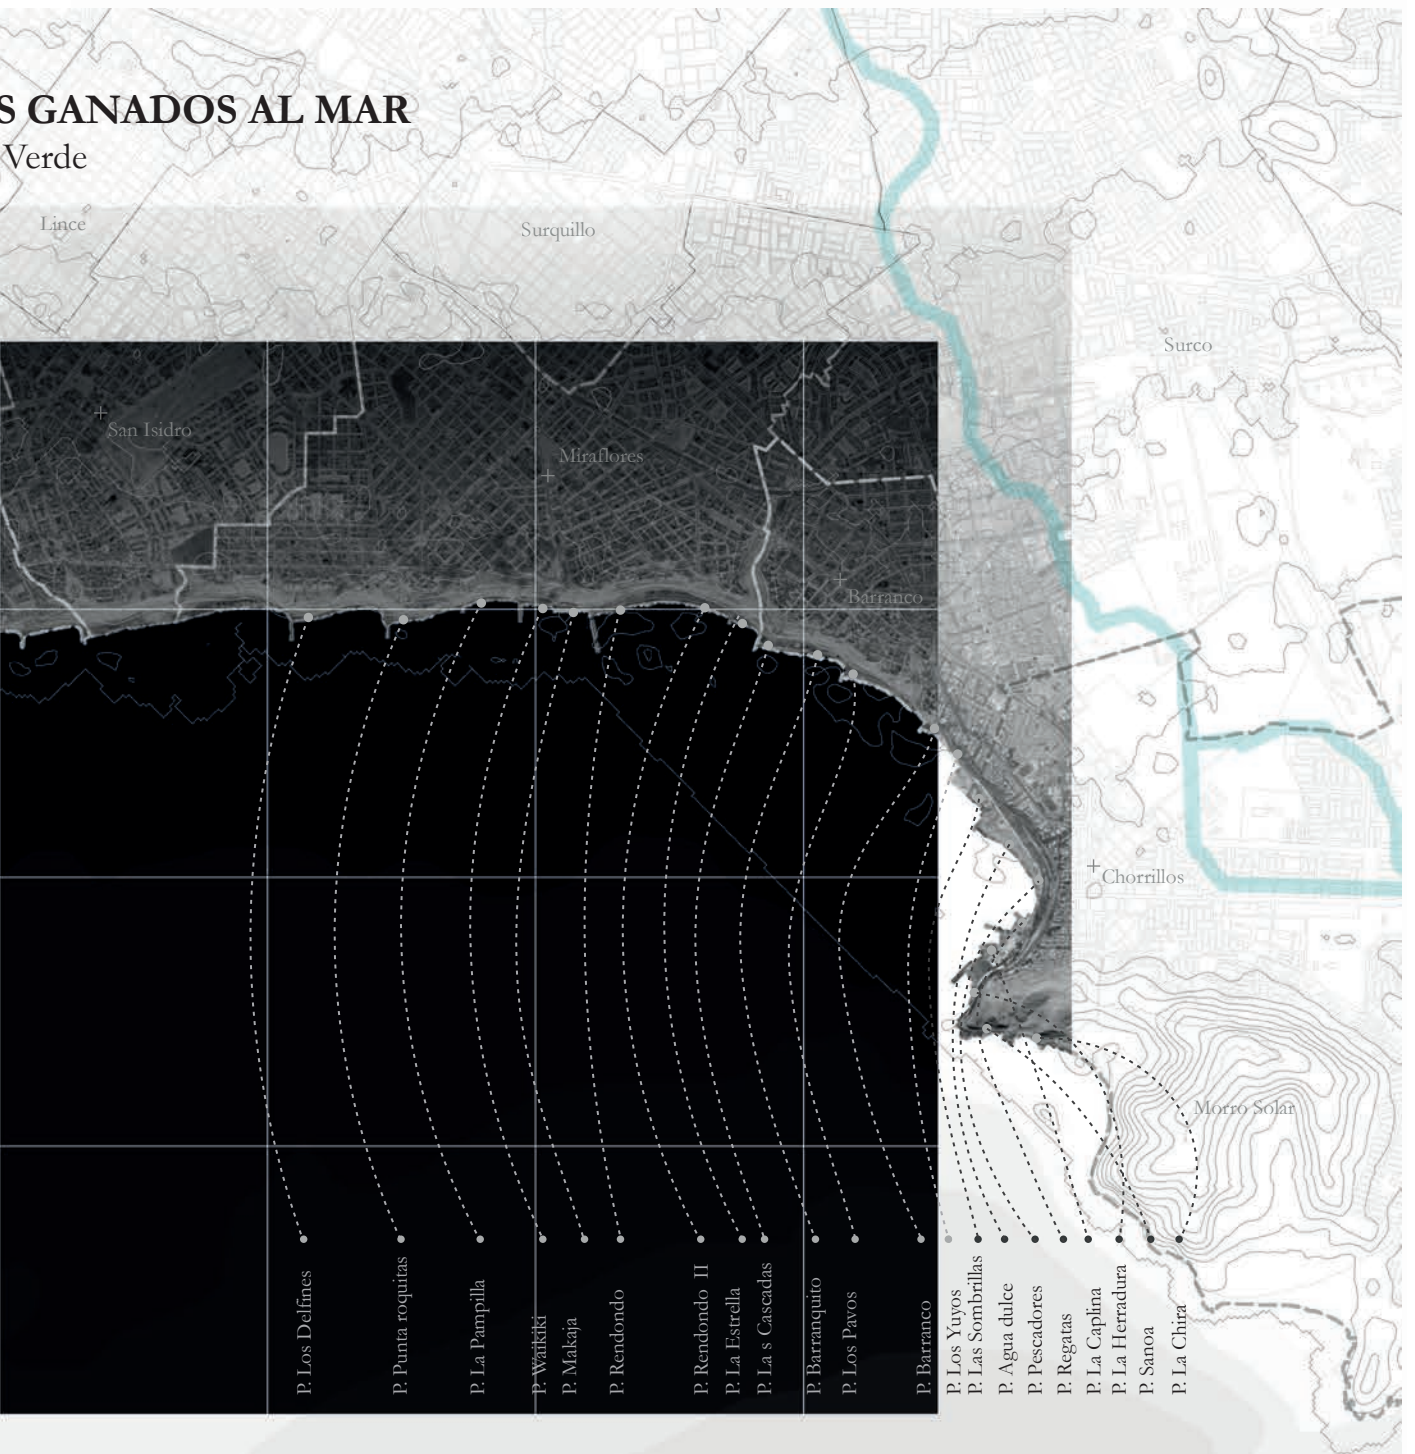 S GANADOS AL MAR
Verde
Lince
Surquillo
Surco
San Isidro
Miraflores
Barranco
Chorrillos
Morro Solar
P. Los Delfines
P. Punta roquitas
P. La Pampilla
P. Waikiki
P. Makaja
P. Rendondo
P. Rendondo II
P. La Estrella
P. La s Cascadas
P. Barranquito
P. Los Pavos
P. Barranco
P. Los Yuyos
P. Las Sombrillas
P. Agua dulce
P. Pescadores
P. Regatas
P. La Caplina
P. La Herradura
P. Sanoa
P. La Chira